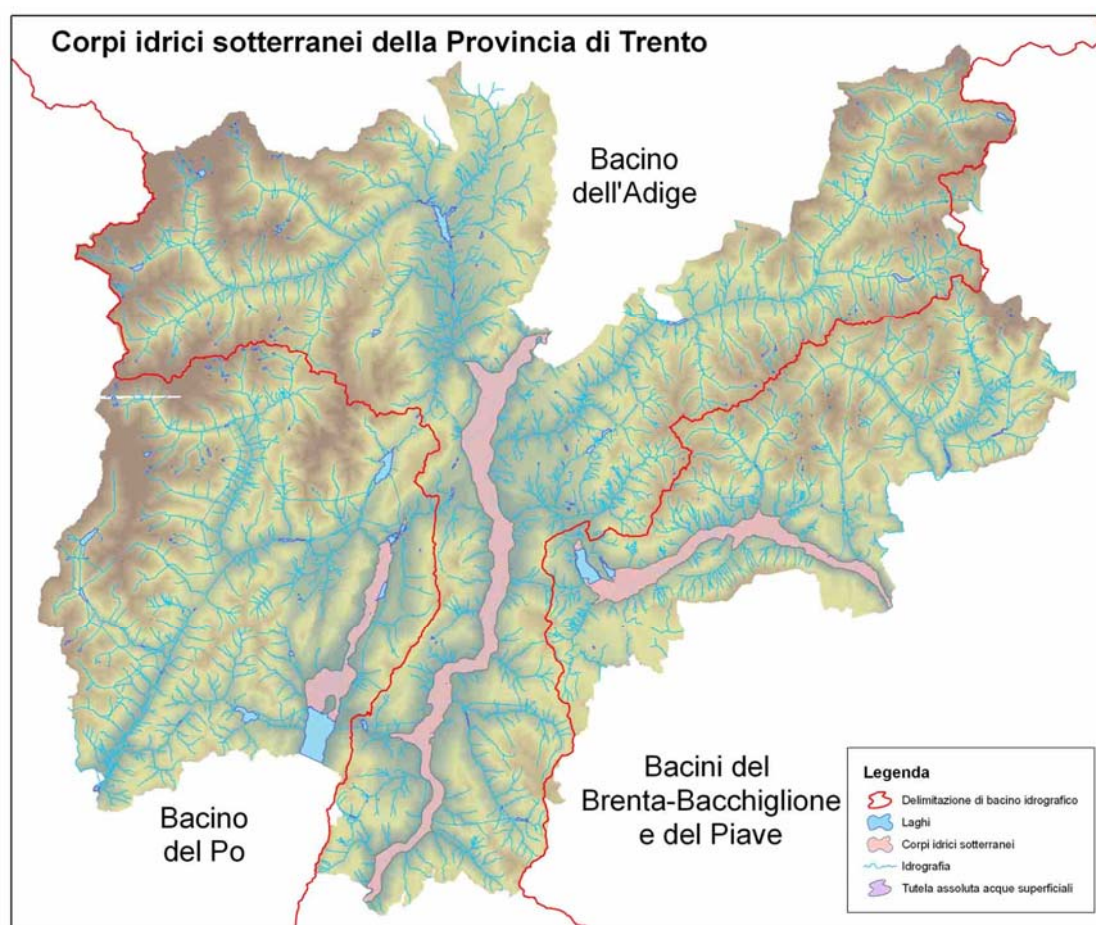 Corpi idrici sotterranei della Provincia di Trento
Bacino
dell'Adige
Bacino
del Po
Bacini del
Brenta-Bacchiglione
e del Piave
Legenda
Delimitazione di bacino idrografico
Laghi
Corpi idrici sotterranei
Idrografia
Tutela assoluta acque superficiali